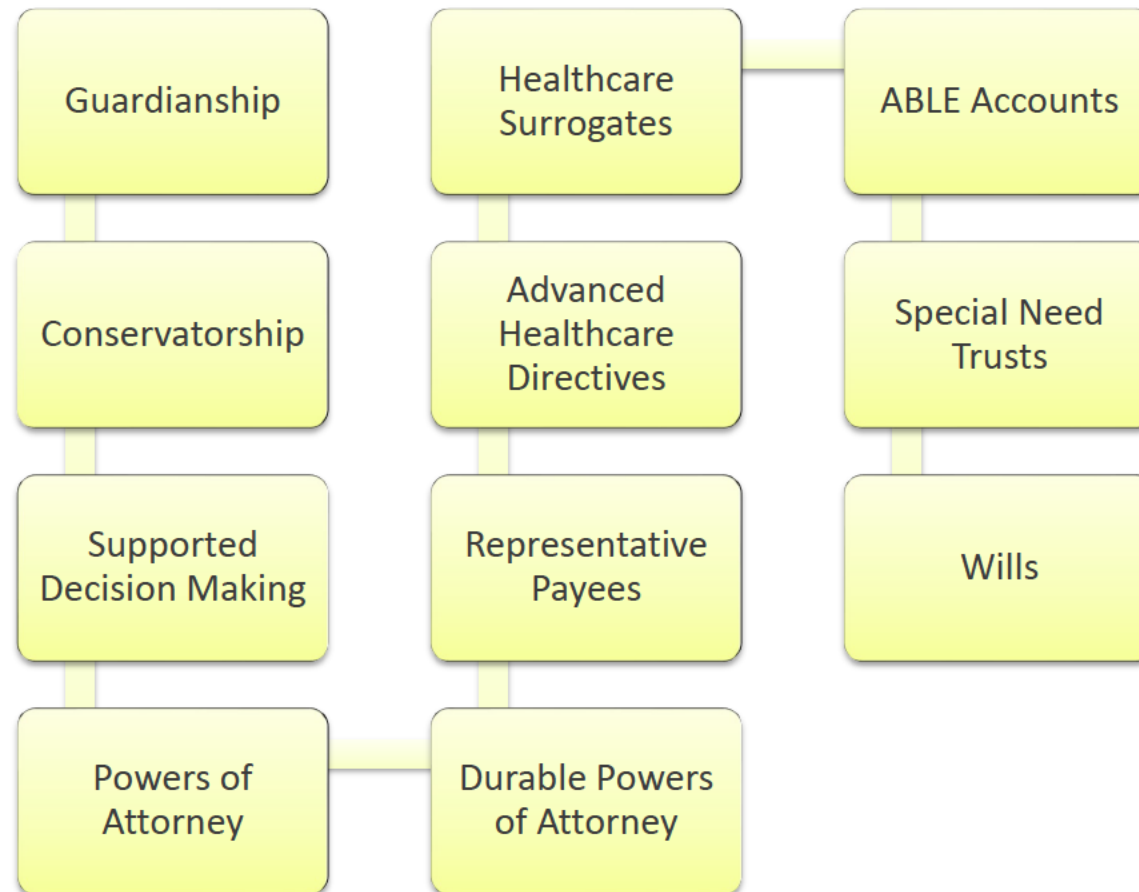 Guardianship
Conservatorship
Supported
Decision Making
Powers of
Attorney
Durable Powers
of Attorney
Representative
Payees
Advanced
Healthcare
Directives
Healthcare
Surrogates
ABLE Accounts
Special Need
Trusts
Wills